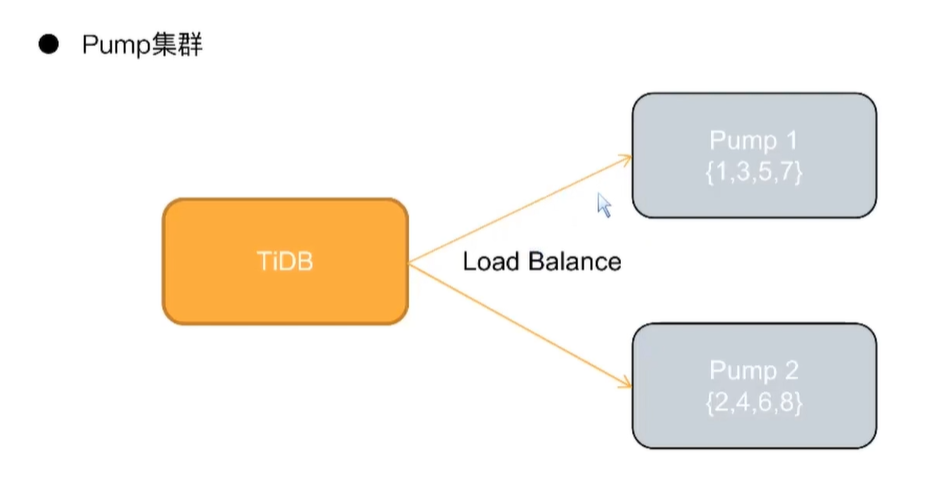 Pump集群
Pump 1
{1,3,5,7}
TiDB
Load Balance
Pump 2
{2,4,6,8}